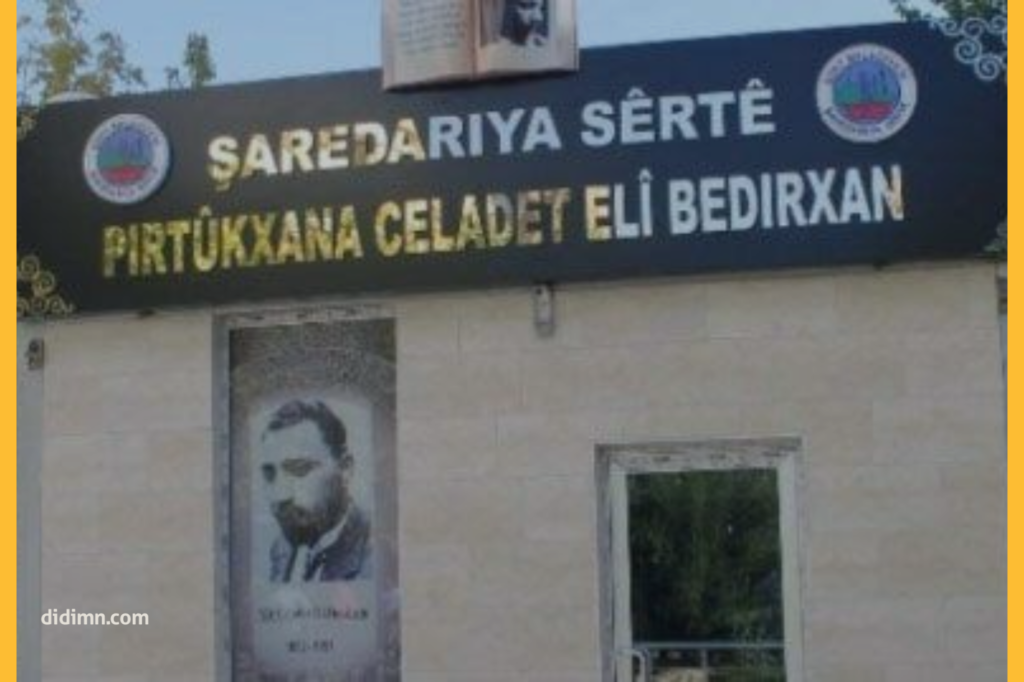 ŞAREDARIYA SÊRTÊ
PIRTÛKXANA CELADET ELÎ BEDIRXAN
didimn.com